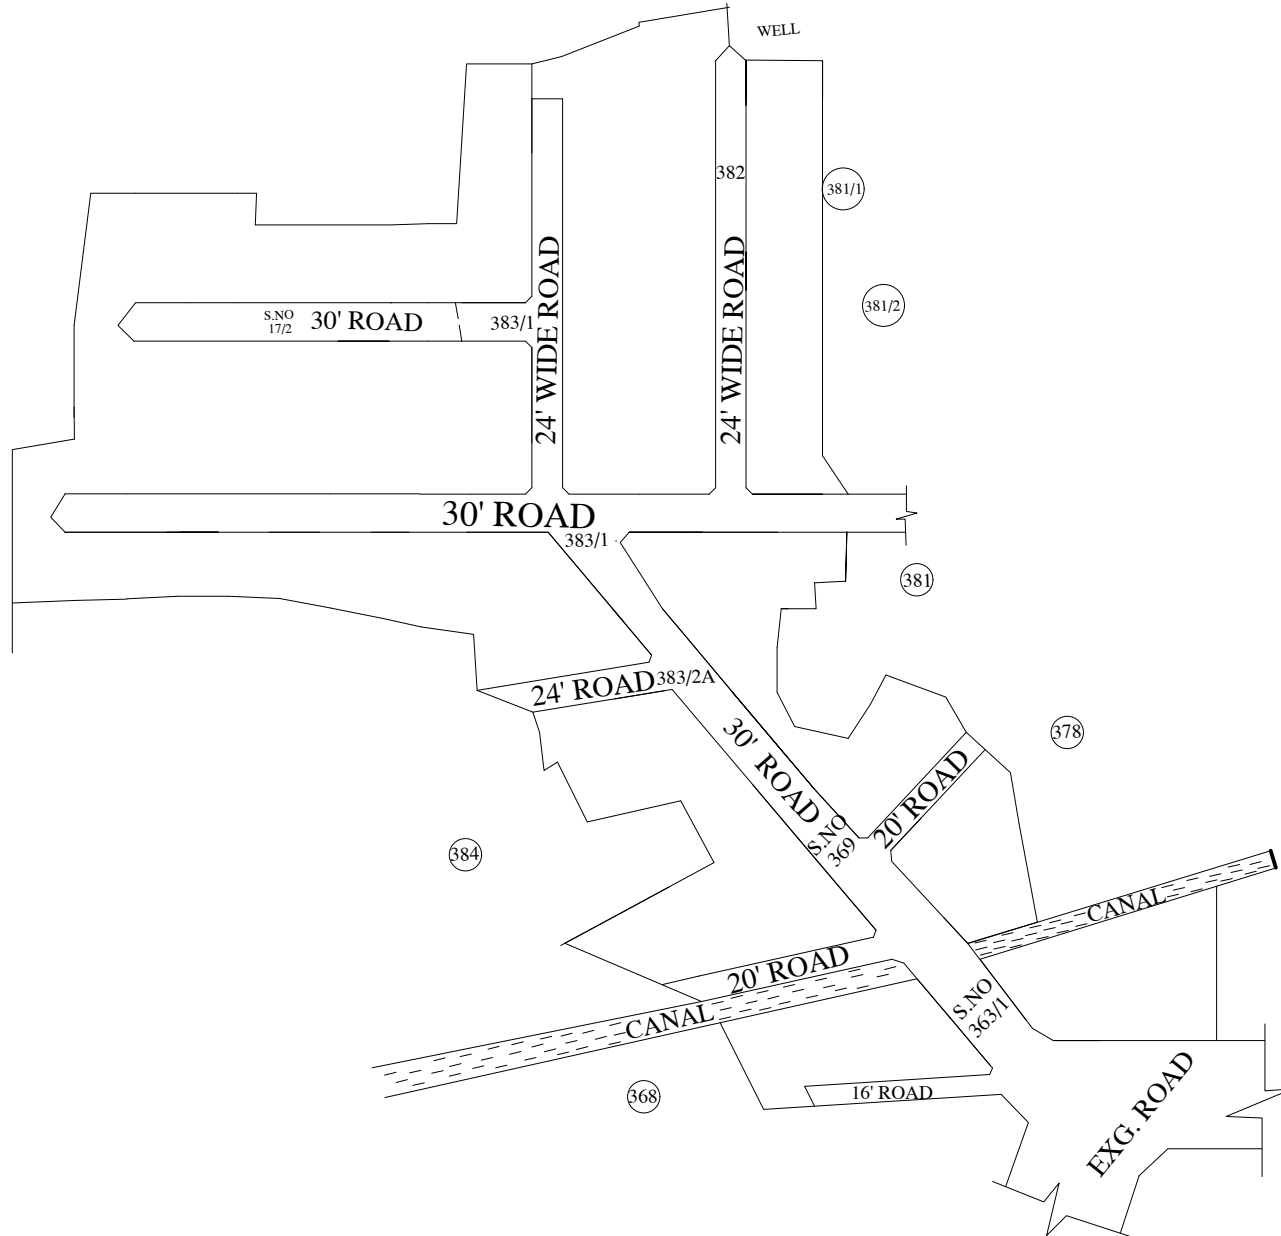 WELL
382
381/1
24' WIDE ROAD
24' WIDE ROAD
381/2
S.NO
17/2
30' ROAD
383/1
30' ROAD
383/1
381
24' ROAD
383/2A
30' ROAD
378
20' ROAD
S.NO
369
384
CANAL
20' ROAD
CANAL
S.NO
363/1
368
16' ROAD
EXG. ROAD